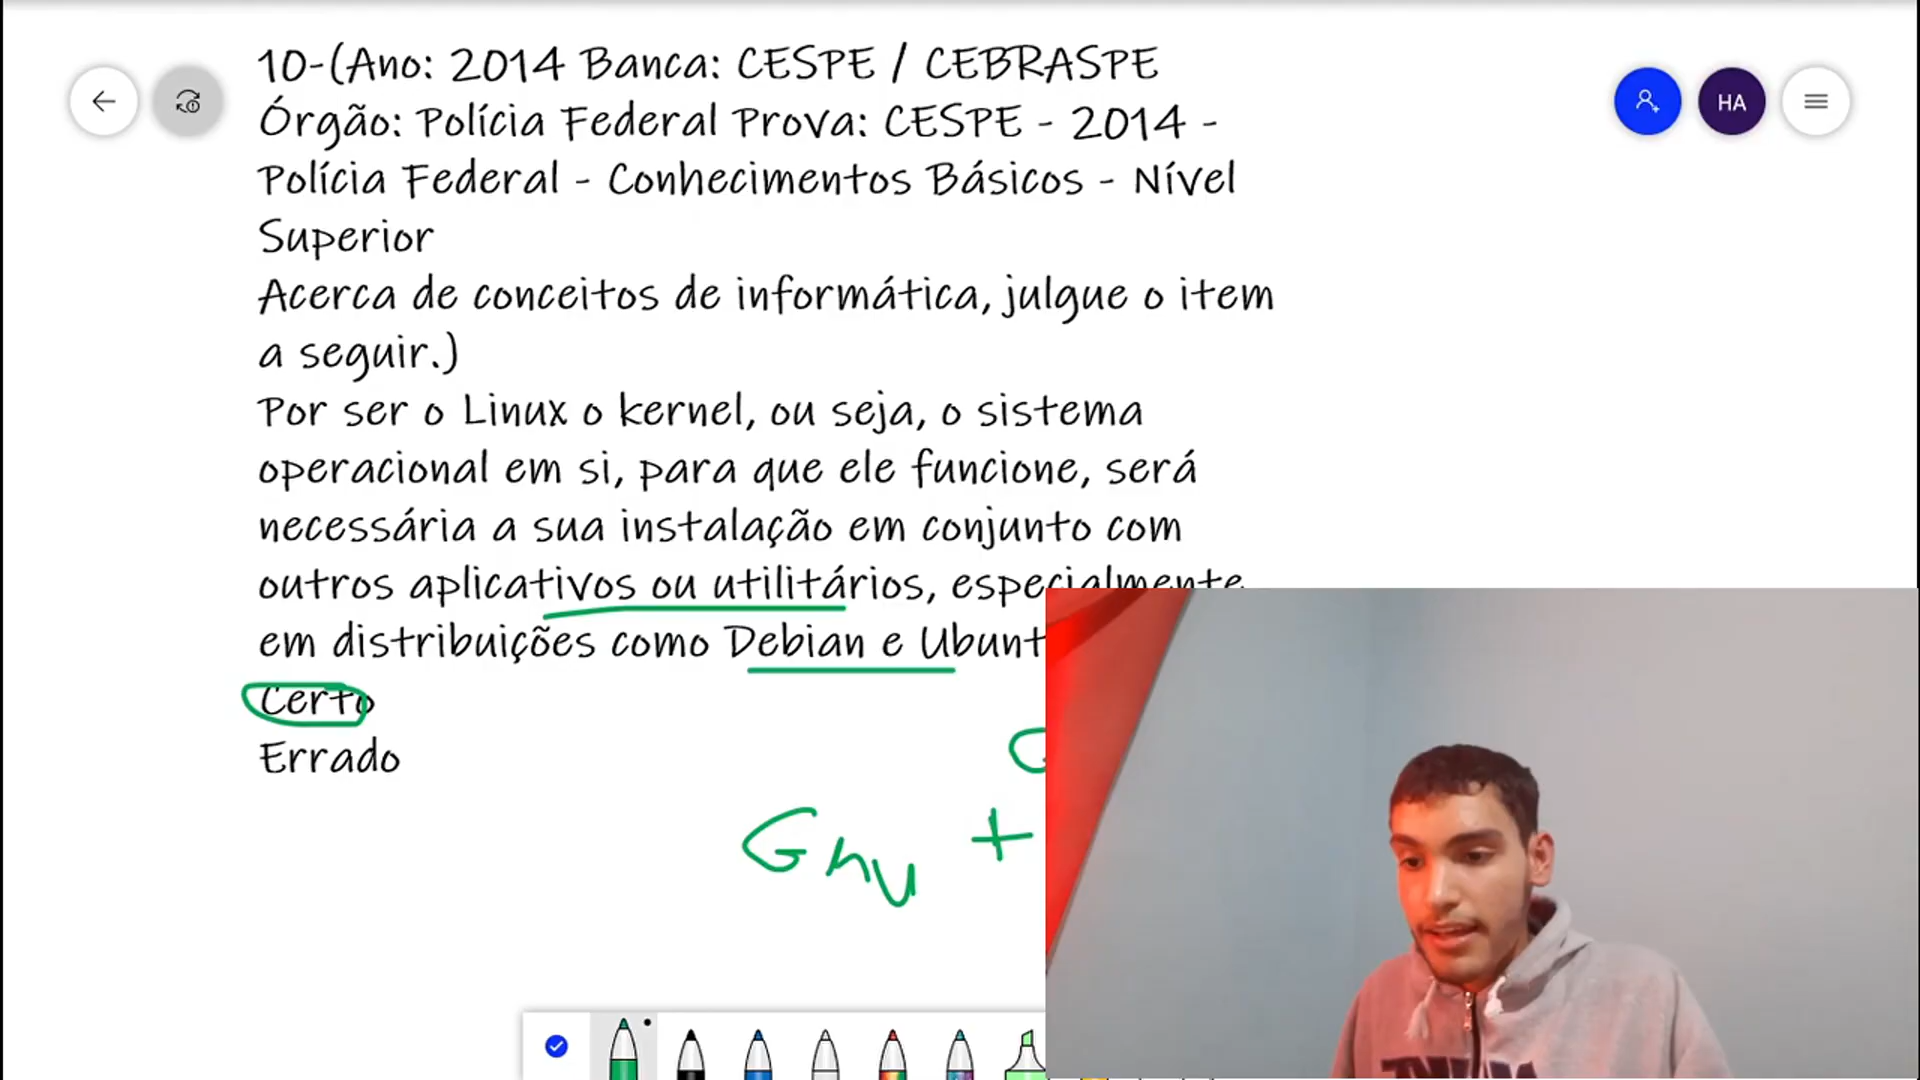 10-(Ano: 2014 Banca: CESPE / CEBRASPE
Órgão: Polícia Federal Prova: CESPE - 2014 -
Polícia Federal - Conhecimentos Básicos - Nível
Superior
Acerca de conceitos de informática, julgue o item
a seguir.)
Por ser o Linux o kernel, ou seja, o sistema
operacional em si, para que ele funcione, será
necessária a sua instalação em conjunto com
outros aplicativos ou utilitários, especialmente
em distribuições como Debian e Ubunt
Certo
Errado
Gnu +
HA